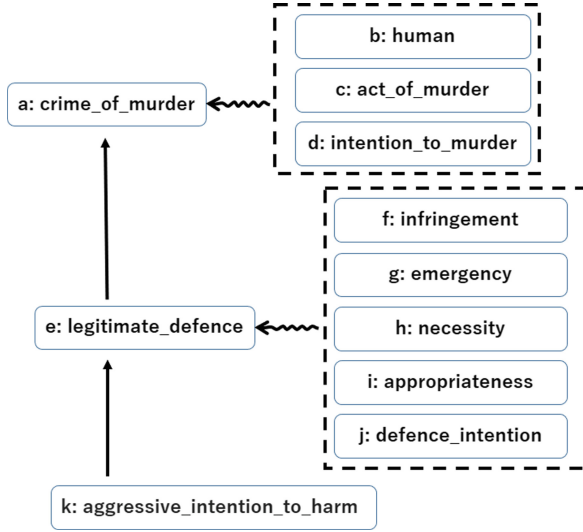 b: human
a: crime_of_murder
c: act_of_murder
d: intention_to_murder
f: infringement
g: emergency
e: legitimate_defence
h: necessity
i: appropriateness
j: defence_intention
k: aggressive_intention_to_harm